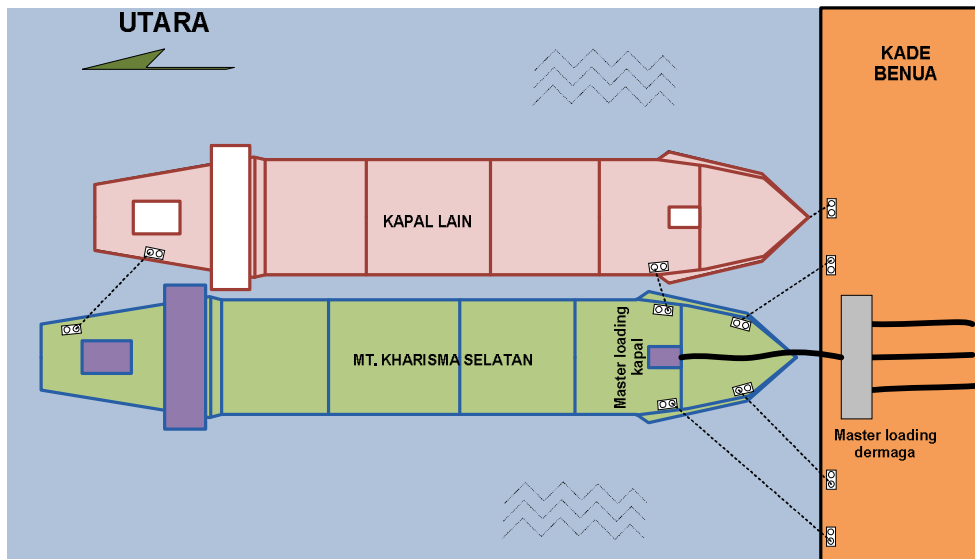 UTARA
KADE
BENUA
KAPAL LAIN
MT. KHARISMA SELATAN
Master loading
kapal
Master loading
dermaga